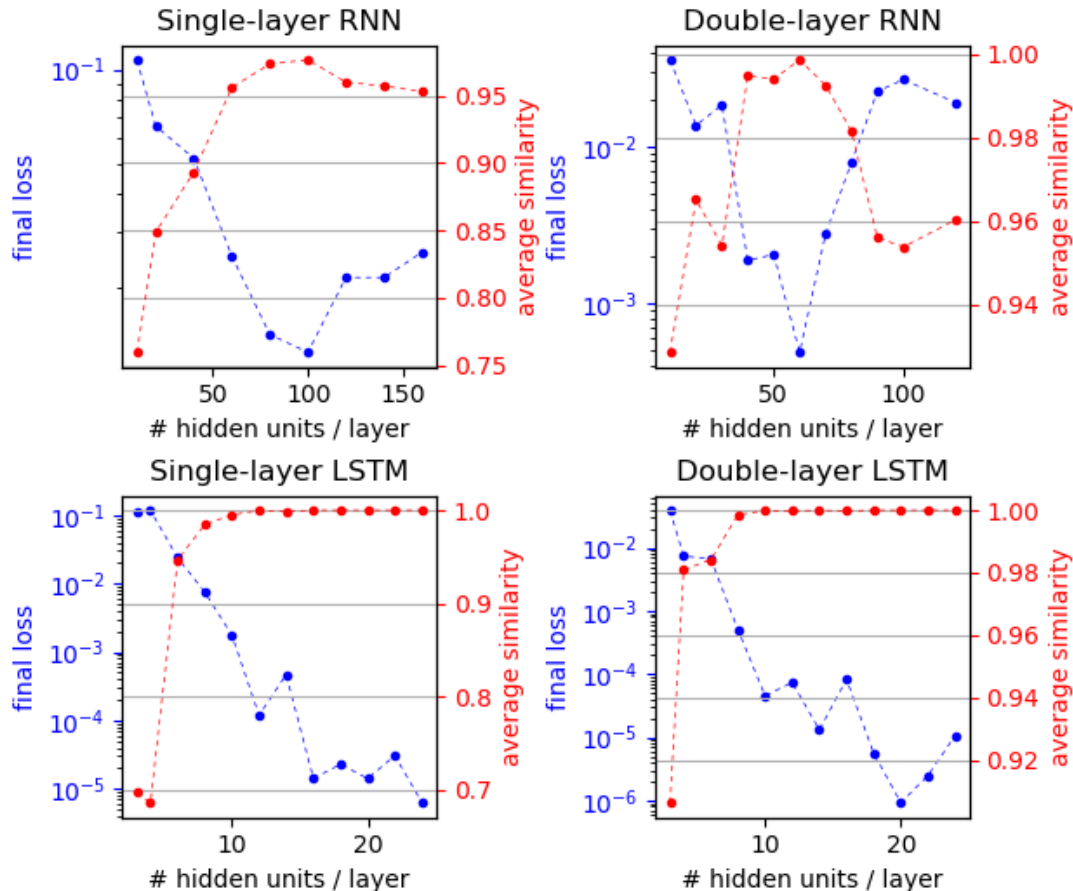 Single-layer RNN
final loss
10⁻¹
0.95
0.90
0.85
0.80
0.75
average similarity
50 100 150
# hidden units / layer
Double-layer RNN
final loss
10⁻²
10⁻³
1.00
0.98
0.96
0.94
average similarity
50 100
# hidden units / layer
Single-layer LSTM
final loss
10⁻¹
10⁻²
10⁻³
10⁻⁴
10⁻⁵
1.0
0.9
0.8
0.7
average similarity
10 20
# hidden units / layer
Double-layer LSTM
final loss
10⁻²
10⁻³
10⁻⁴
10⁻⁵
10⁻⁶
1.00
0.98
0.96
0.94
0.92
average similarity
10 20
# hidden units / layer